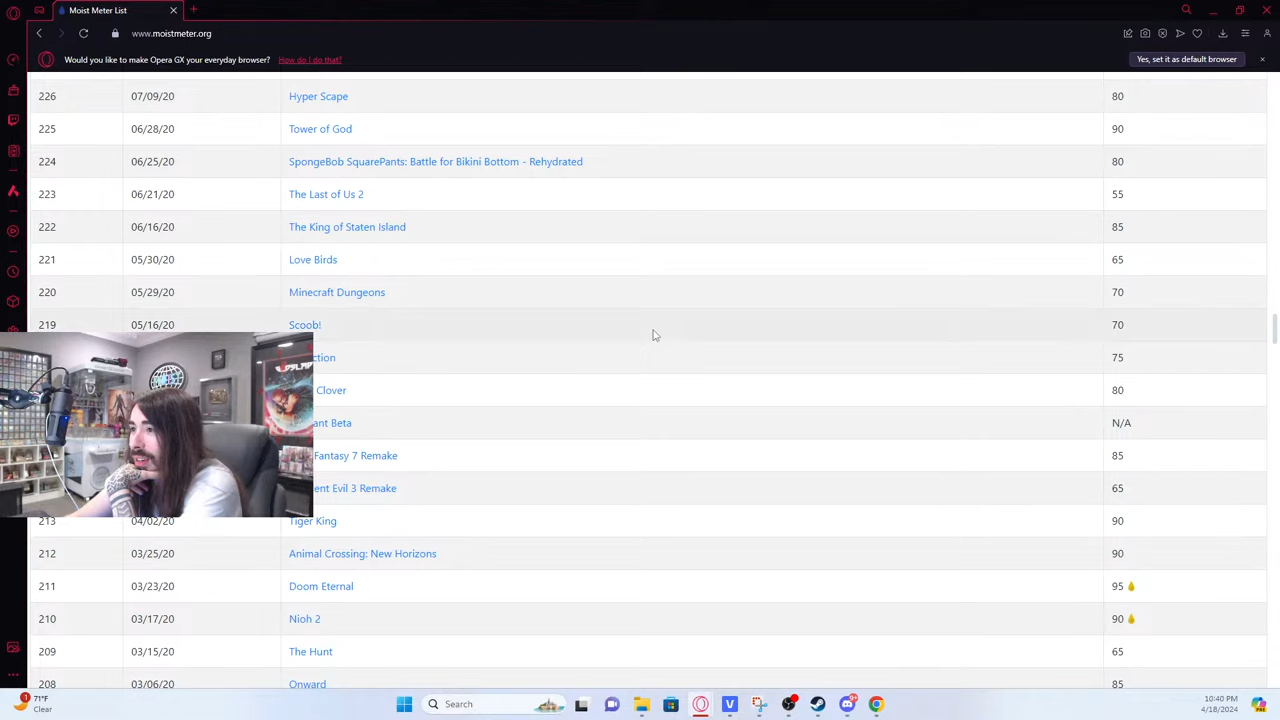 Moist Meter List
www.moistmeter.org
Would you like to make Opera GX your everyday browser? How do I do that? Yes, set it as default browser
226 07/09/20 Hyper Scape 80
225 06/28/20 Tower of God 90
224 06/25/20 SpongeBob SquarePants: Battle for Bikini Bottom - Rehydrated 80
223 06/21/20 The Last of Us 2 55
222 06/16/20 The King of Staten Island 85
221 05/30/20 Love Birds 65
220 05/29/20 Minecraft Dungeons 70
219 05/16/20 Scoob! 70
ction 75
Clover 80
ant Beta N/A
Fantasy 7 Remake 85
ent Evil 3 Remake 65
213 04/02/20 Tiger King 90
212 03/25/20 Animal Crossing: New Horizons 90
211 03/23/20 Doom Eternal 95
210 03/17/20 Nioh 2 90
209 03/15/20 The Hunt 65
208 03/06/20 Onward 85
1 71°F
Clear
Search
10:40 PM
4/18/2024